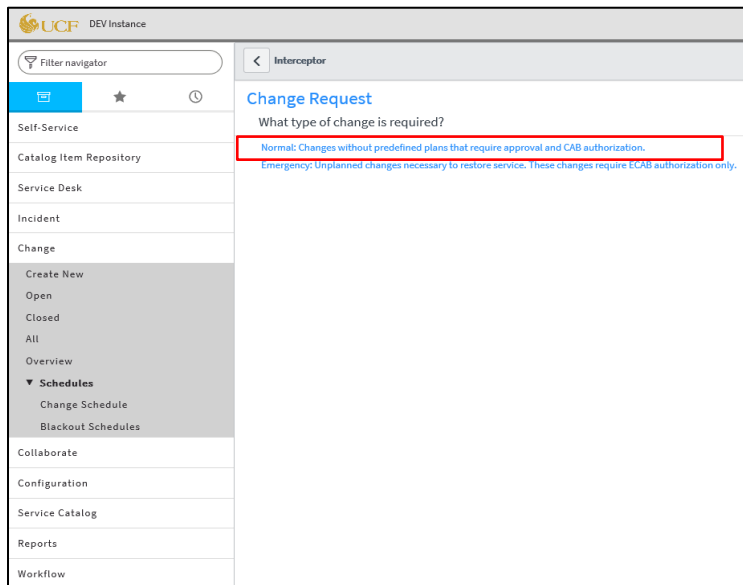 UCF DEV Instance
Filter navigator
Interceptor
Change Request
What type of change is required?
Normal: Changes without predefined plans that require approval and CAB authorization.
Emergency: Unplanned changes necessary to restore service. These changes require ECAB authorization only.
Self-Service
Catalog Item Repository
Service Desk
Incident
Change
Create New
Open
Closed
All
Overview
Schedules
Change Schedule
Blackout Schedules
Collaborate
Configuration
Service Catalog
Reports
Workflow